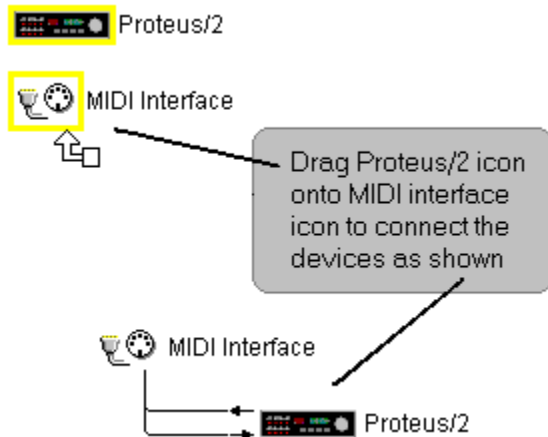 Proteus/2
MIDI Interface
Drag Proteus/2 icon
onto MIDI interface
icon to connect the
devices as shown
MIDI Interface
Proteus/2